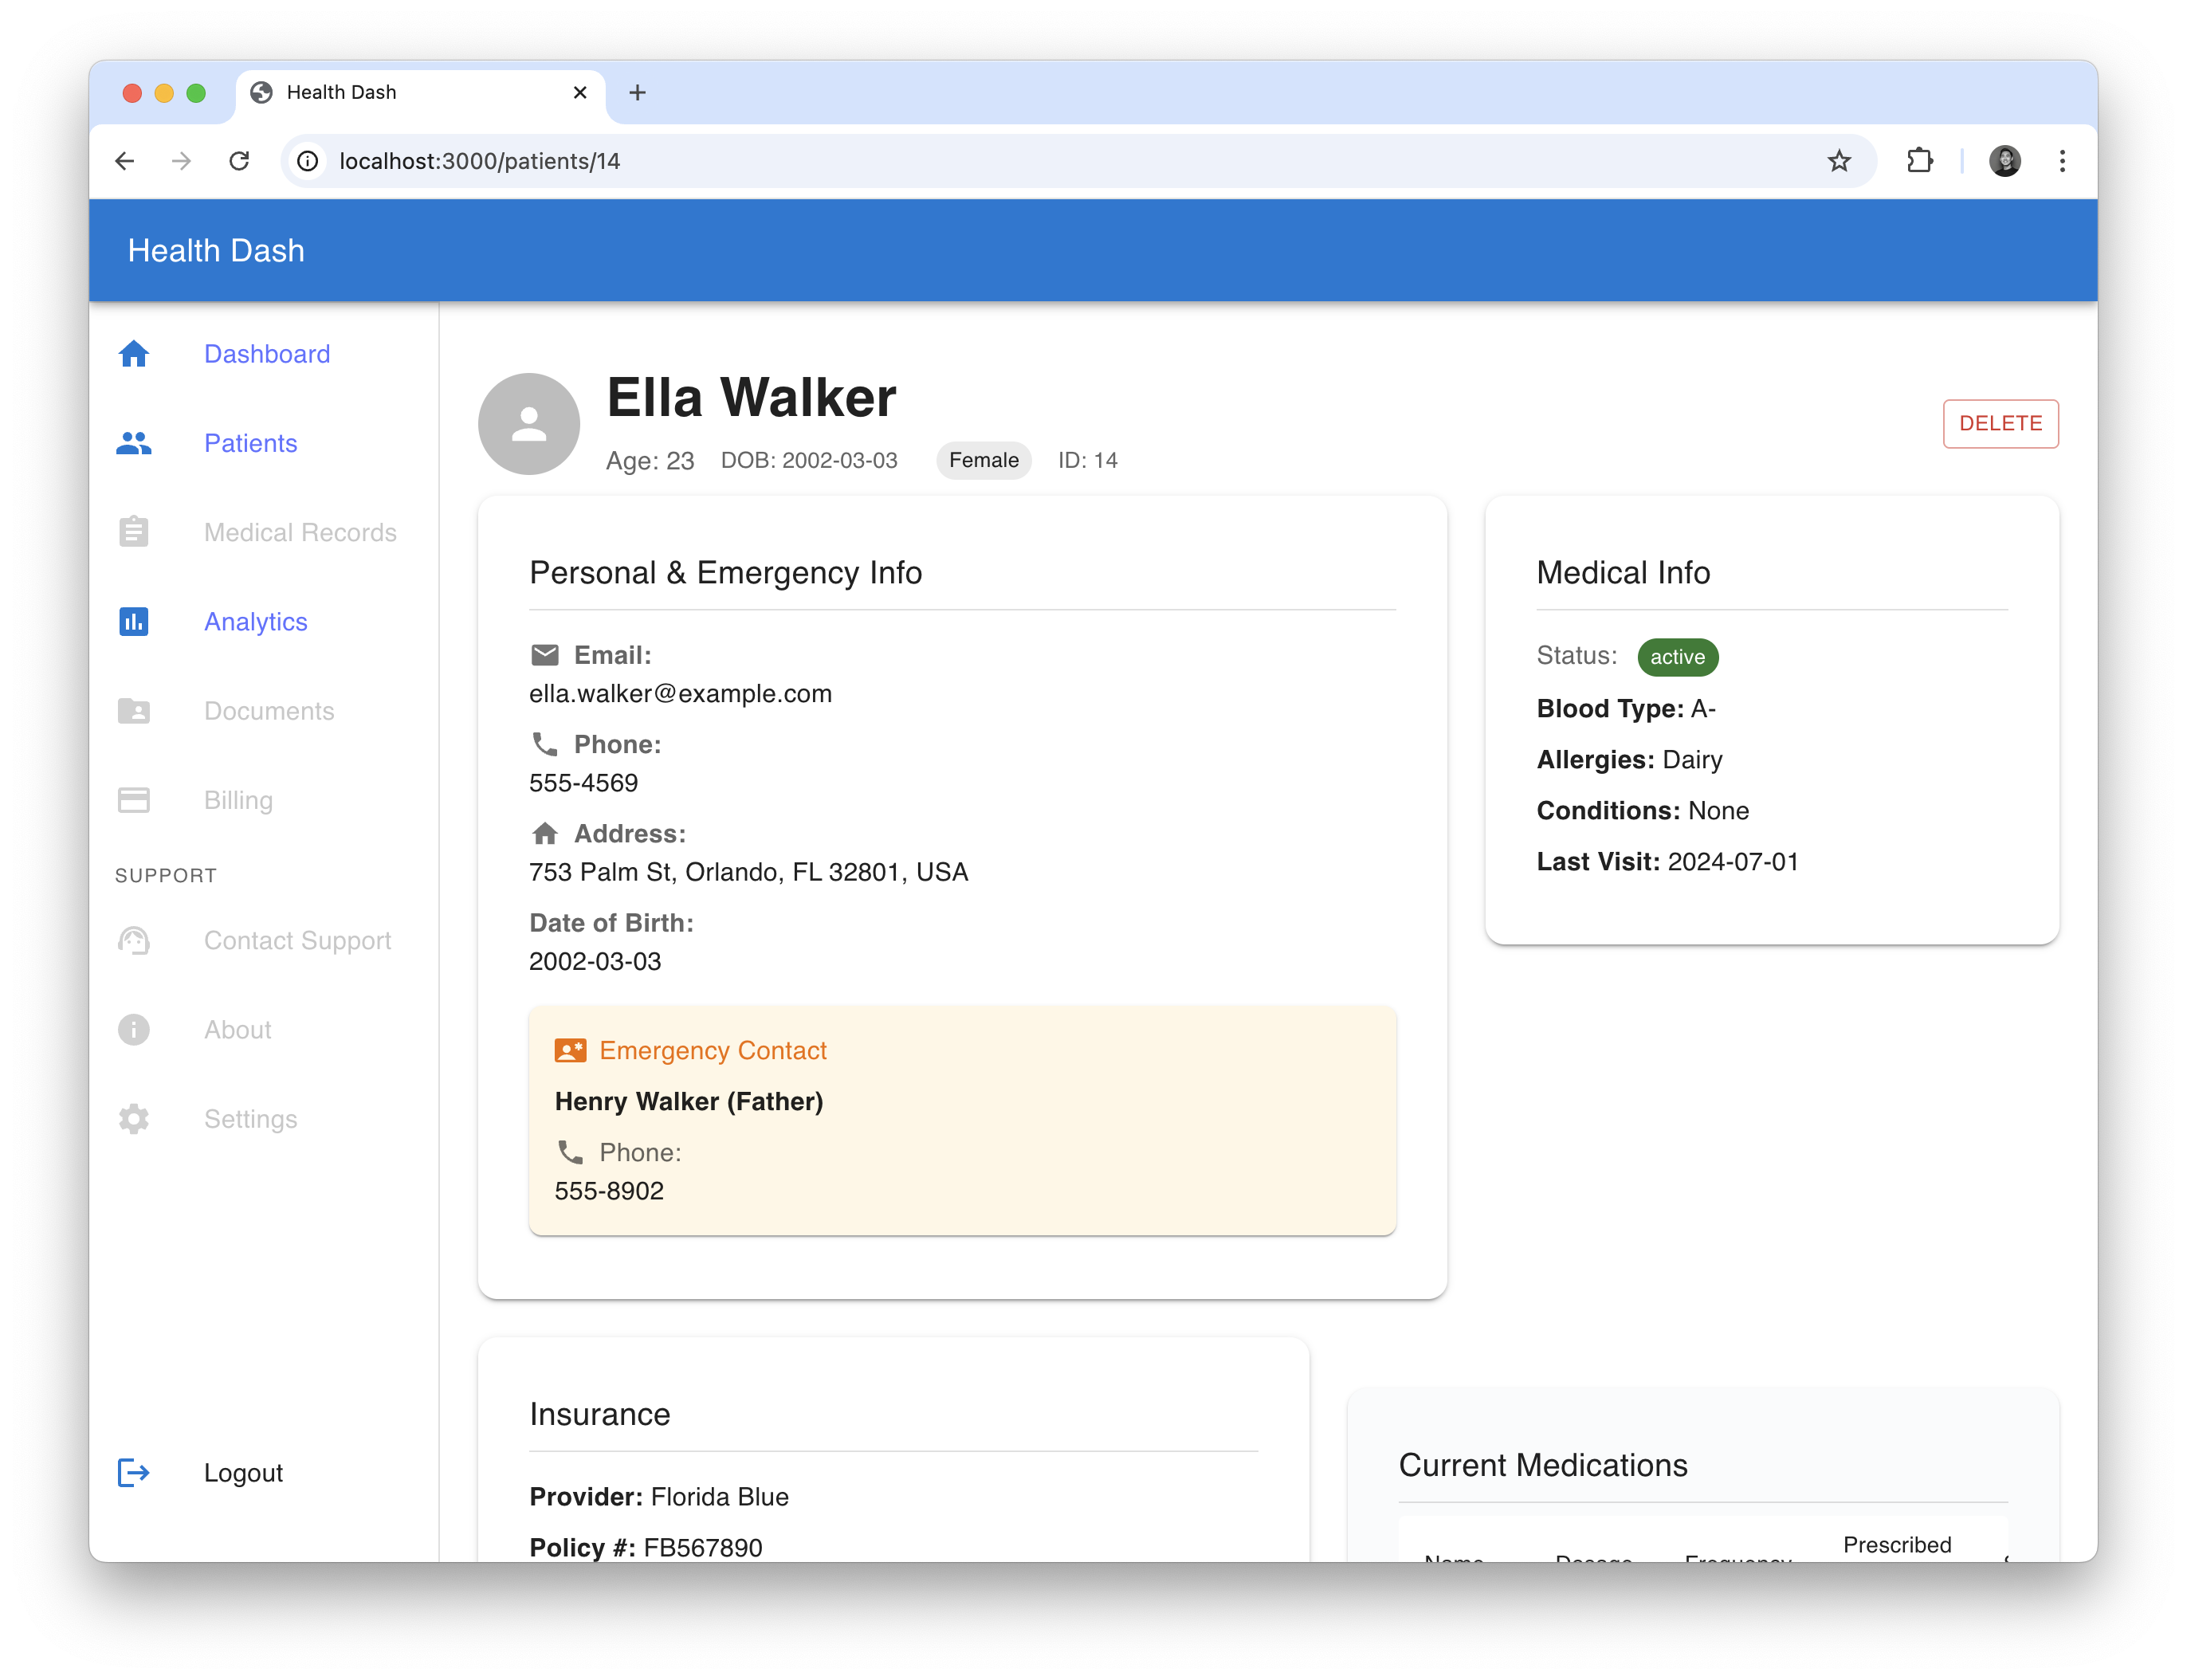 Health Dash
localhost:3000/patients/14
Health Dash
Dashboard
Patients
Medical Records
Analytics
Documents
Billing
SUPPORT
Contact Support
About
Settings
Logout
Ella Walker
Age: 23 DOB: 2002-03-03 Female ID: 14
DELETE
Personal & Emergency Info
Email:
ella.walker@example.com
Phone:
555-4569
Address:
753 Palm St, Orlando, FL 32801, USA
Date of Birth:
2002-03-03
Emergency Contact
Henry Walker (Father)
Phone:
555-8902
Medical Info
Status: active
Blood Type: A-
Allergies: Dairy
Conditions: None
Last Visit: 2024-07-01
Insurance
Provider: Florida Blue
Policy #: FB567890
Current Medications
Prescribed
Name Dosage Frequency